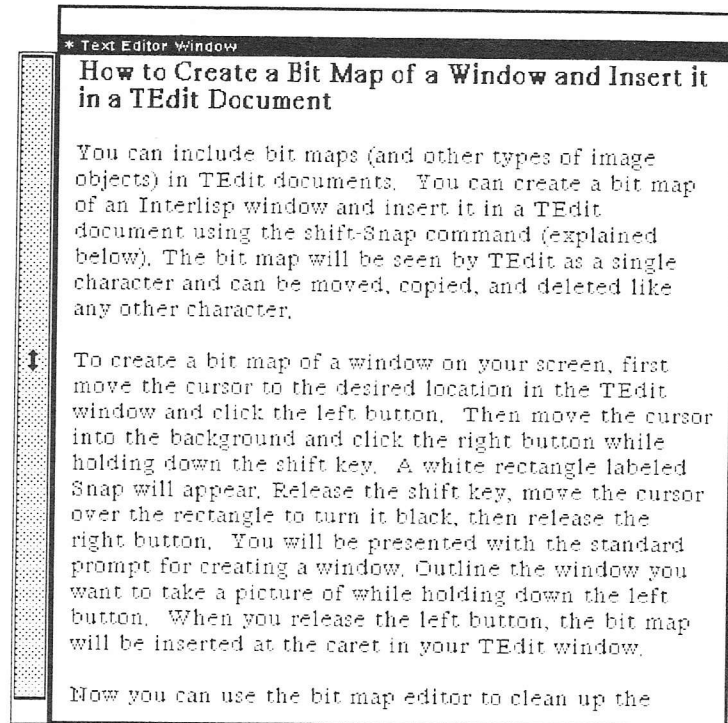 * Text Editor Window
How to Create a Bit Map of a Window and Insert it
in a TEdit Document
You can include bit maps (and other types of image
objects) in TEdit documents. You can create a bit map
of an Interlisp window and insert it in a TEdit
document using the shift-Snap command (explained
below). The bit map will be seen by TEdit as a single
character and can be moved, copied, and deleted like
any other character.
To create a bit map of a window on your screen, first
move the cursor to the desired location in the TEdit
window and click the left button. Then move the cursor
into the background and click the right button while
holding down the shift key. A white rectangle labeled
Snap will appear. Release the shift key, move the cursor
over the rectangle to turn it black, then release the
right button. You will be presented with the standard
prompt for creating a window. Outline the window you
want to take a picture of while holding down the left
button. When you release the left button, the bit map
will be inserted at the caret in your TEdit window.
Now you can use the bit map editor to clean up the